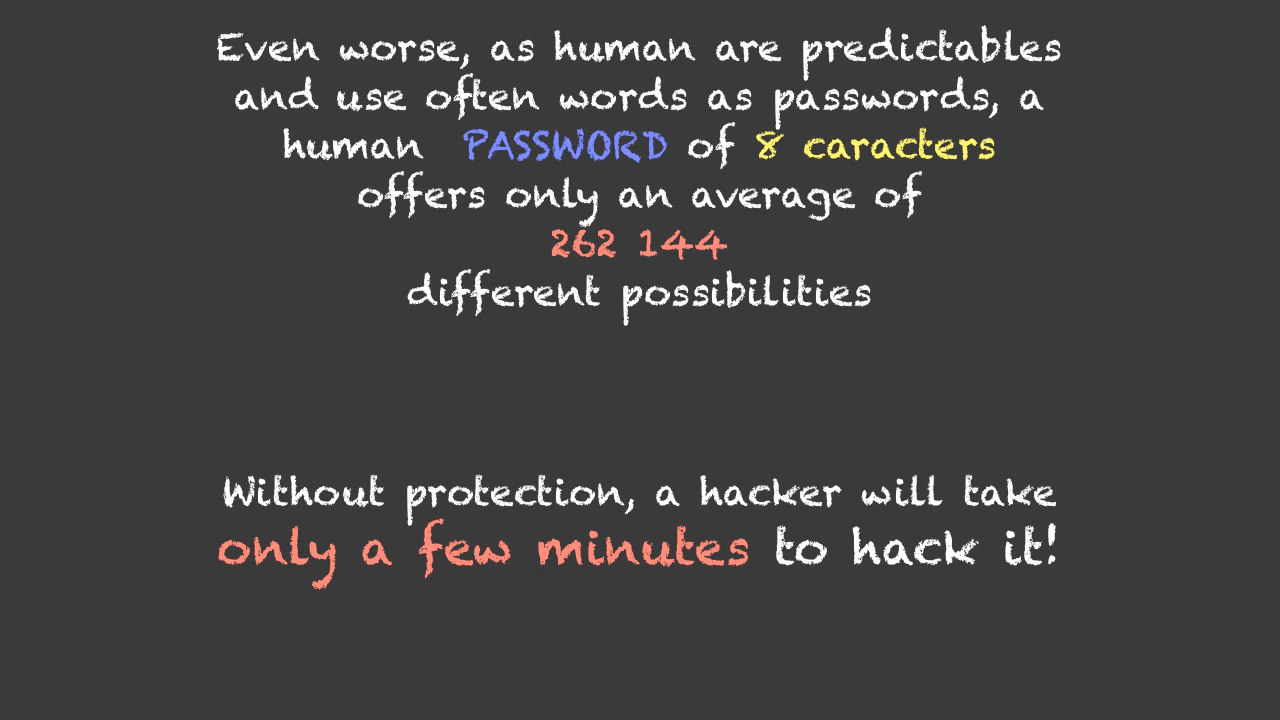 Even worse, as human are predictables
and use often words as passwords, a
human PASSWORD of 8 caracters
offers only an average of
262 144
different possibilities
Without protection, a hacker will take
only a few minutes to hack it!